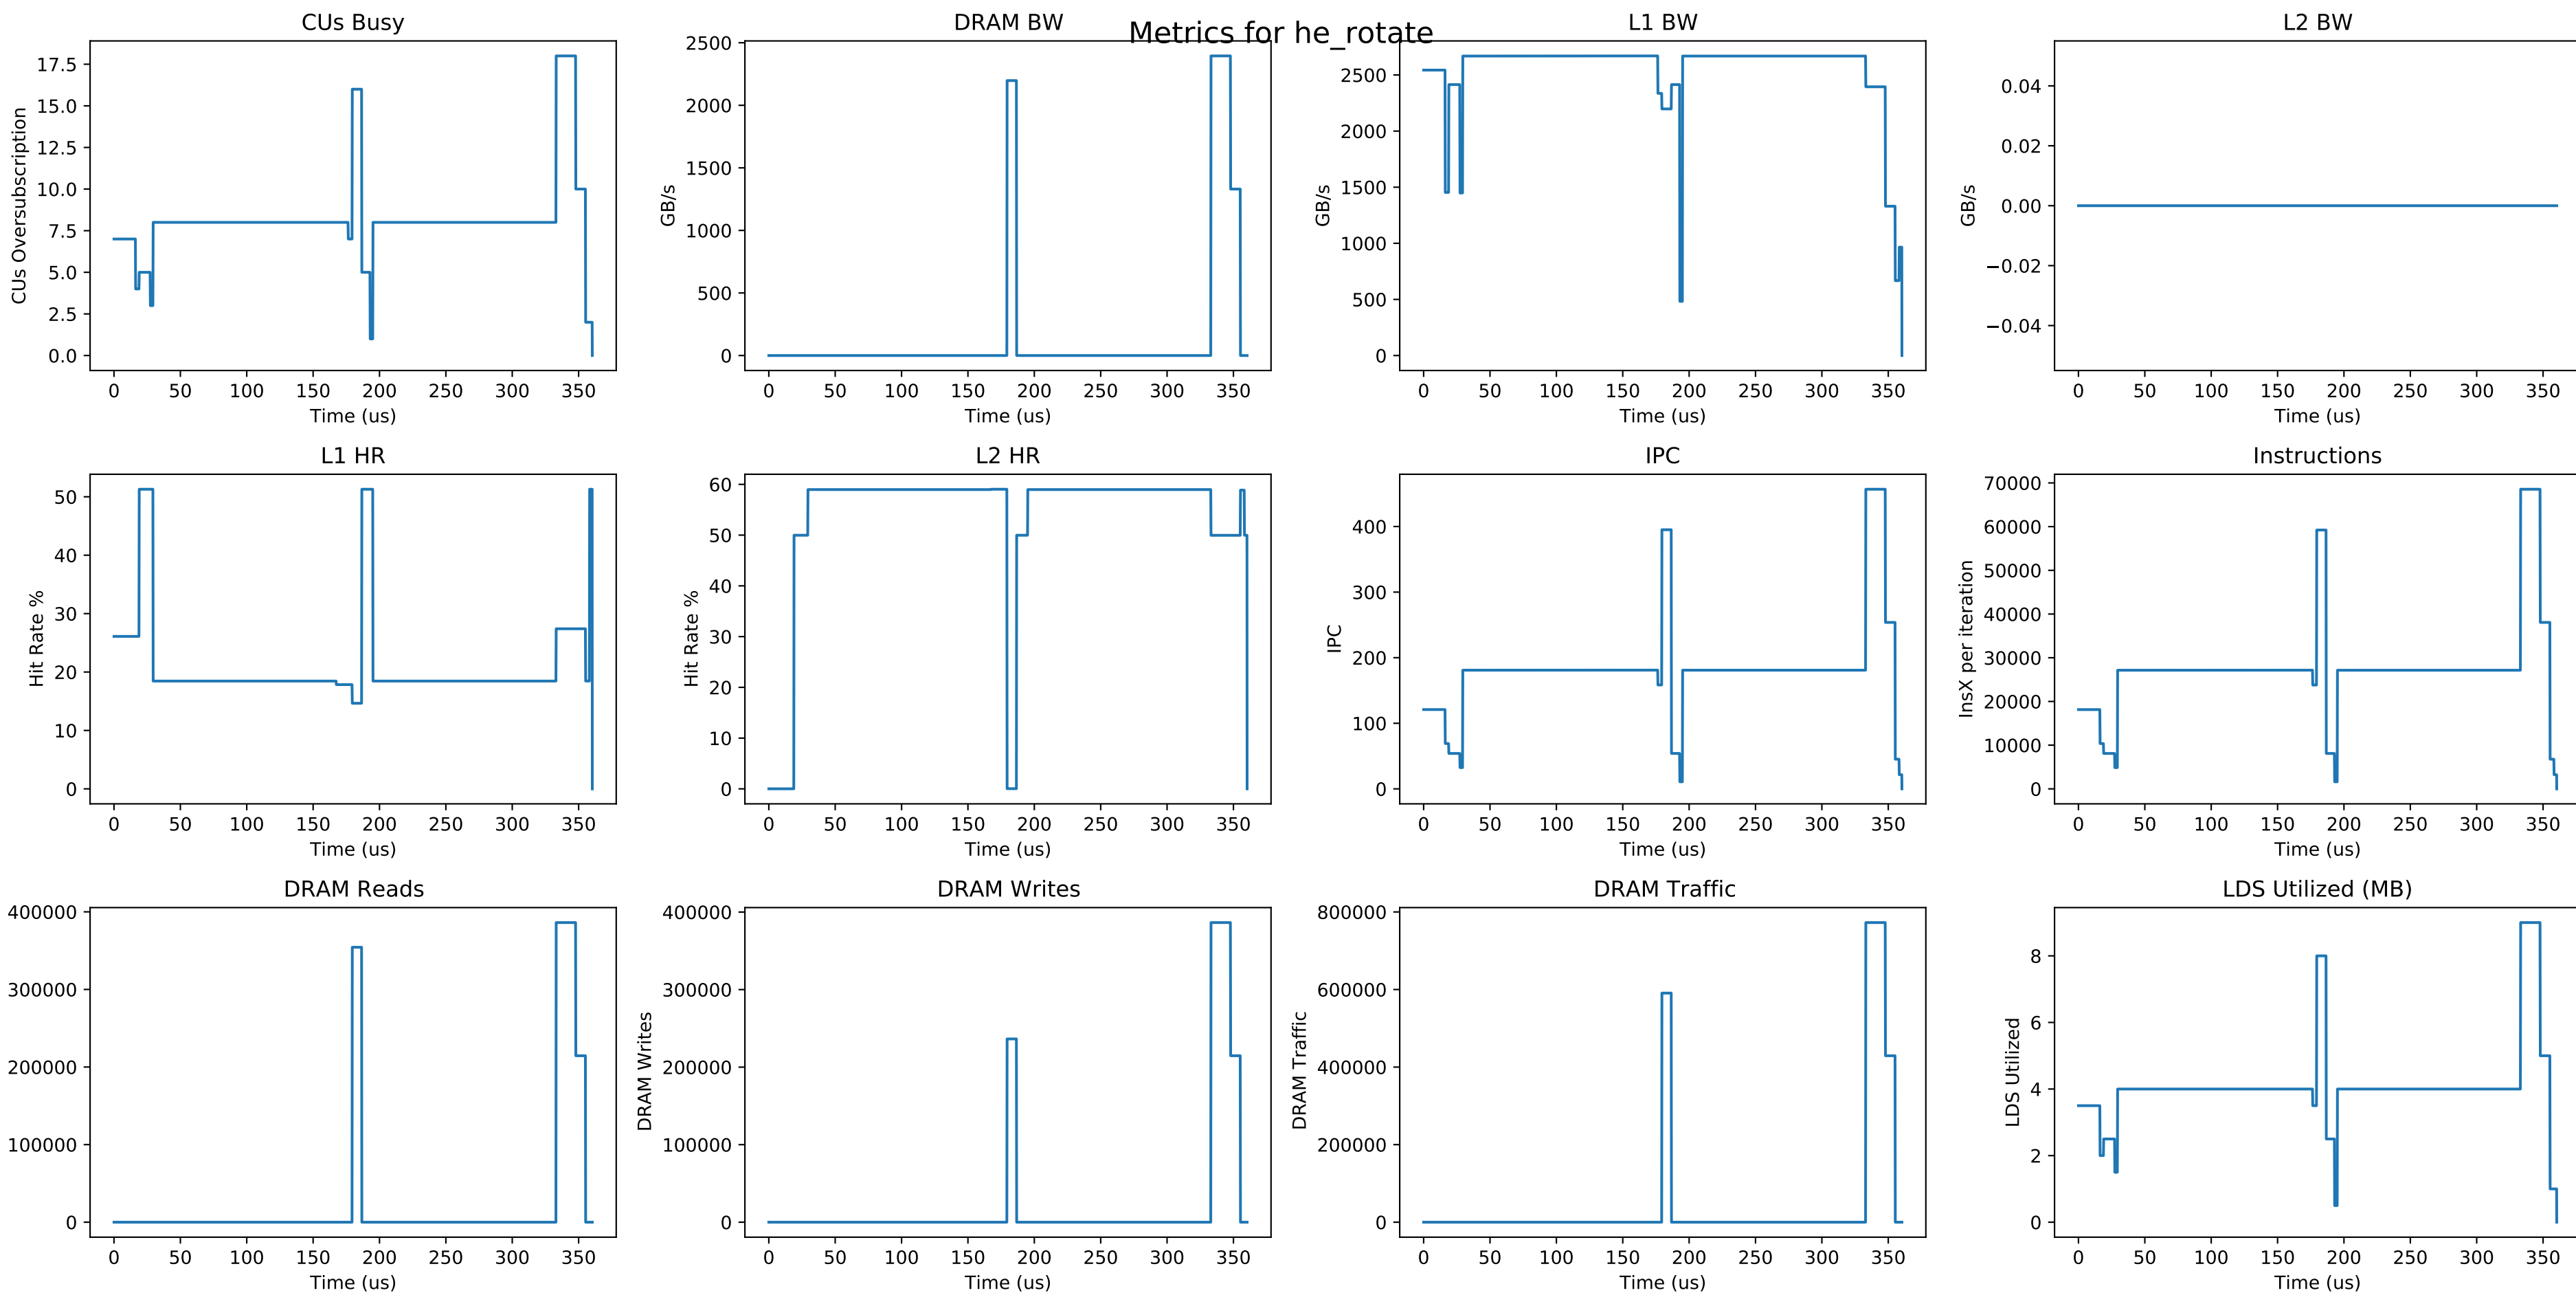 Metrics for he_rotate
CUs Busy
CUs Oversubscription
17.5
15.0
12.5
10.0
7.5
5.0
2.5
0.0
0 50 100 150 200 250 300 350
Time (us)
DRAM BW
GB/s
2500
2000
1500
1000
500
0
0 50 100 150 200 250 300 350
Time (us)
L1 BW
GB/s
2500
2000
1500
1000
500
0
0 50 100 150 200 250 300 350
Time (us)
L2 BW
GB/s
0.04
0.02
0.00
−0.02
−0.04
0 50 100 150 200 250 300 350
Time (us)
L1 HR
Hit Rate %
50
40
30
20
10
0
0 50 100 150 200 250 300 350
Time (us)
L2 HR
Hit Rate %
60
50
40
30
20
10
0
0 50 100 150 200 250 300 350
Time (us)
IPC
IPC
400
300
200
100
0
0 50 100 150 200 250 300 350
Time (us)
Instructions
InsX per iteration
70000
60000
50000
40000
30000
20000
10000
0
0 50 100 150 200 250 300 350
Time (us)
DRAM Reads
400000
300000
200000
100000
0
0 50 100 150 200 250 300 350
Time (us)
DRAM Writes
DRAM Writes
400000
300000
200000
100000
0
0 50 100 150 200 250 300 350
Time (us)
DRAM Traffic
DRAM Traffic
800000
600000
400000
200000
0
0 50 100 150 200 250 300 350
Time (us)
LDS Utilized (MB)
LDS Utilized
8
6
4
2
0
0 50 100 150 200 250 300 350
Time (us)